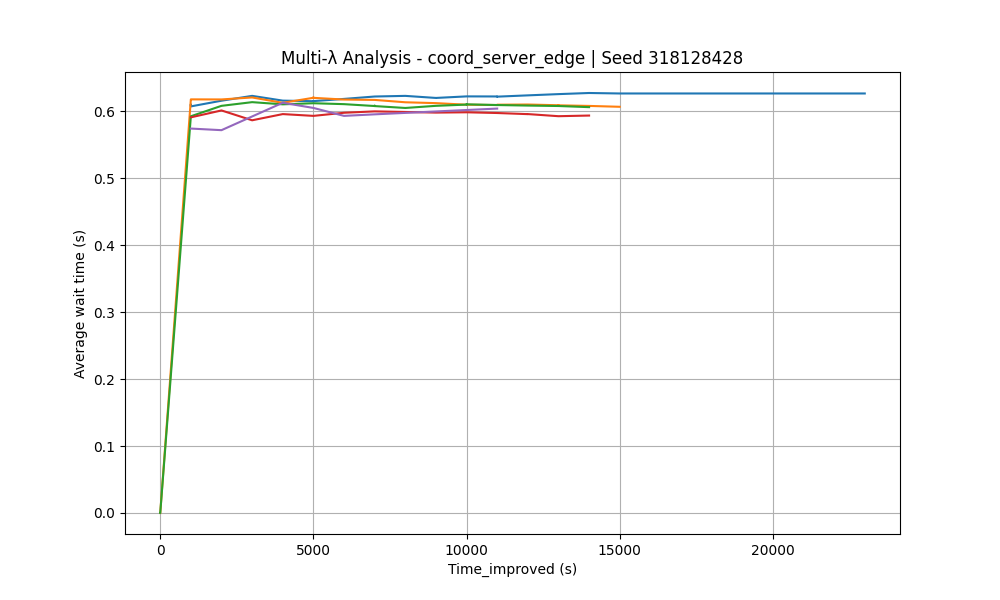 Multi-λ Analysis - coord_server_edge | Seed 318128428
Average wait time (s)
0.6
0.5
0.4
0.3
0.2
0.1
0.0
0 5000 10000 15000 20000
Time_improved (s)